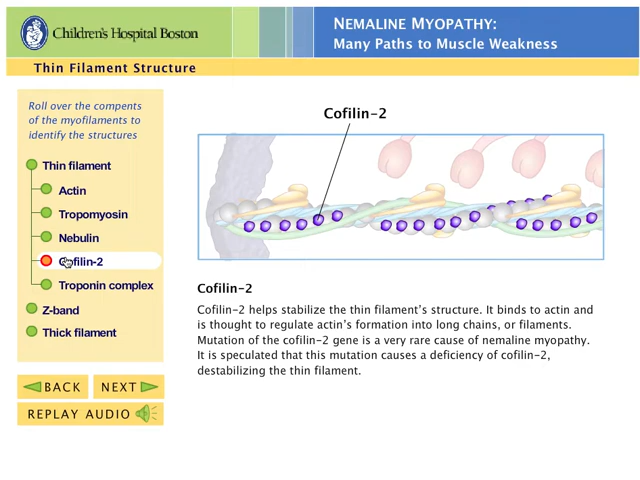 Children's Hospital Boston
NEMALINE MYOPATHY:
Many Paths to Muscle Weakness
Thin Filament Structure
Roll over the compents
of the myofilaments to
identify the structures
Thin filament
Actin
Tropomyosin
Nebulin
Cofilin-2
Troponin complex
Z-band
Thick filament
BACK
NEXT
REPLAY AUDIO
Cofilin-2
Cofilin-2
Cofilin-2 helps stabilize the thin filament's structure. It binds to actin and
is thought to regulate actin's formation into long chains, or filaments.
Mutation of the cofilin-2 gene is a very rare cause of nemaline myopathy.
It is speculated that this mutation causes a deficiency of cofilin-2,
destabilizing the thin filament.